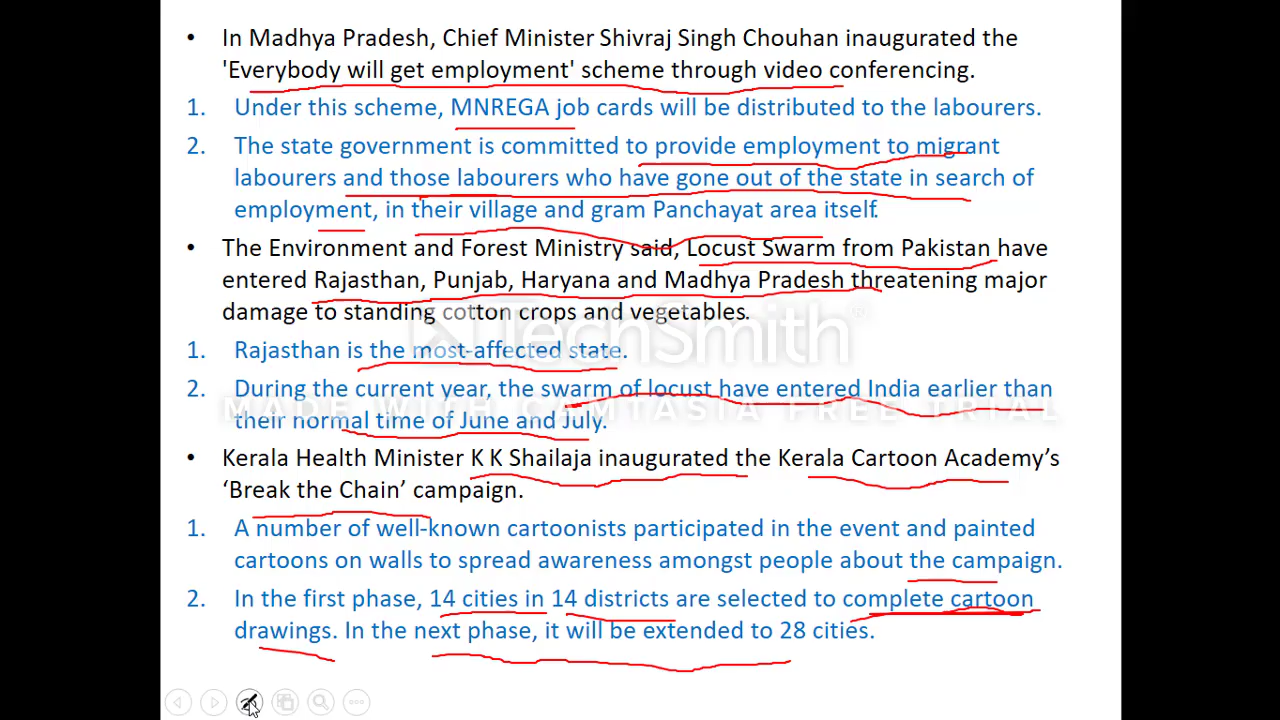 • In Madhya Pradesh, Chief Minister Shivraj Singh Chouhan inaugurated the
'Everybody will get employment' scheme through video conferencing.
1. Under this scheme, MNREGA job cards will be distributed to the labourers.
2. The state government is committed to provide employment to migrant
labourers and those labourers who have gone out of the state in search of
employment, in their village and gram Panchayat area itself.
• The Environment and Forest Ministry said, Locust Swarm from Pakistan have
entered Rajasthan, Punjab, Haryana and Madhya Pradesh threatening major
damage to standing cotton crops and vegetables.
TechSmith®
1. Rajasthan is the most-affected state.
2. During the current year, the swarm of locust have entered India earlier than
MADE WITH CAMTASIA FREE TRIAL
their normal time of June and July.
• Kerala Health Minister K K Shailaja inaugurated the Kerala Cartoon Academy’s
‘Break the Chain’ campaign.
1. A number of well-known cartoonists participated in the event and painted
cartoons on walls to spread awareness amongst people about the campaign.
2. In the first phase, 14 cities in 14 districts are selected to complete cartoon
drawings. In the next phase, it will be extended to 28 cities.